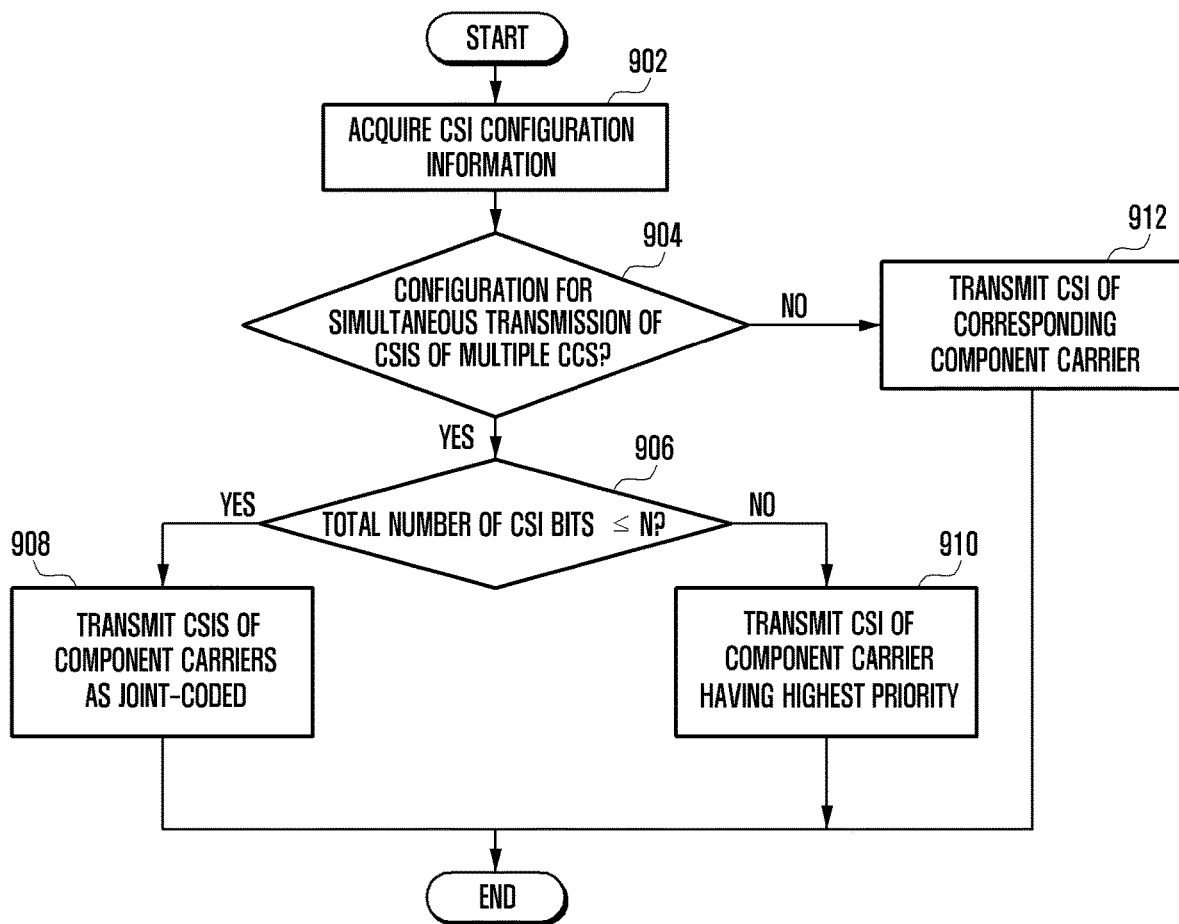 START
902
ACQUIRE CSI CONFIGURATION
INFORMATION
904
CONFIGURATION FOR
SIMULTANEOUS TRANSMISSION OF
CSIS OF MULTIPLE CCS?
NO
912
TRANSMIT CSI OF
CORRESPONDING
COMPONENT CARRIER
YES
906
YES
TOTAL NUMBER OF CSI BITS ≤ N?
NO
908
TRANSMIT CSIS OF
COMPONENT CARRIERS
AS JOINT-CODED
910
TRANSMIT CSI OF
COMPONENT CARRIER
HAVING HIGHEST PRIORITY
END